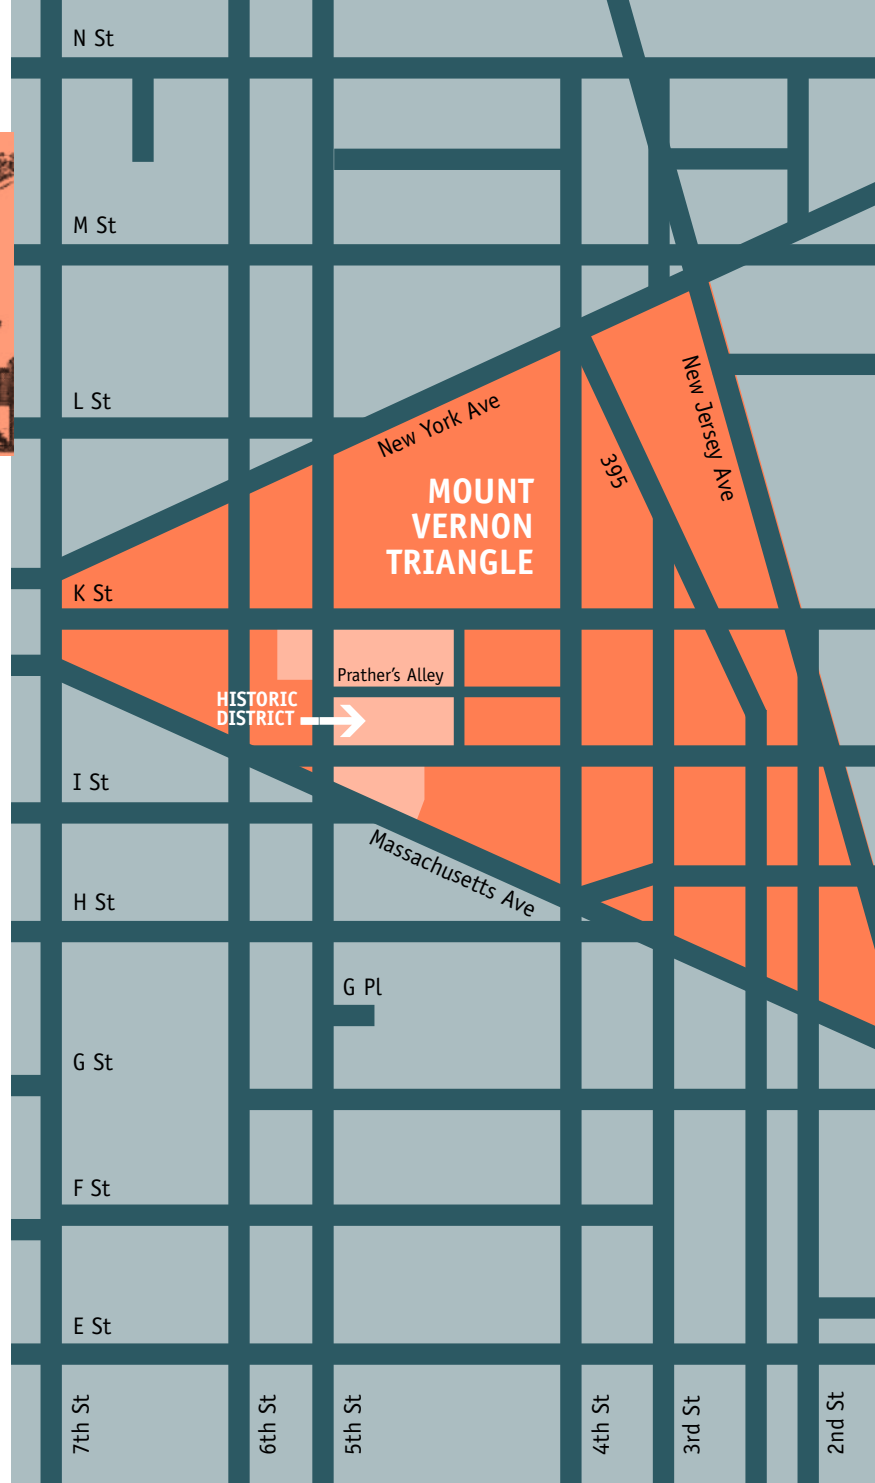 N St
M St
L St
New York Ave
New Jersey Ave
395
MOUNT
VERNON
TRIANGLE
K St
Prather's Alley
HISTORIC
DISTRICT
I St
Massachusetts Ave
H St
G Pl
G St
F St
E St
7th St
6th St
5th St
4th St
3rd St
2nd St